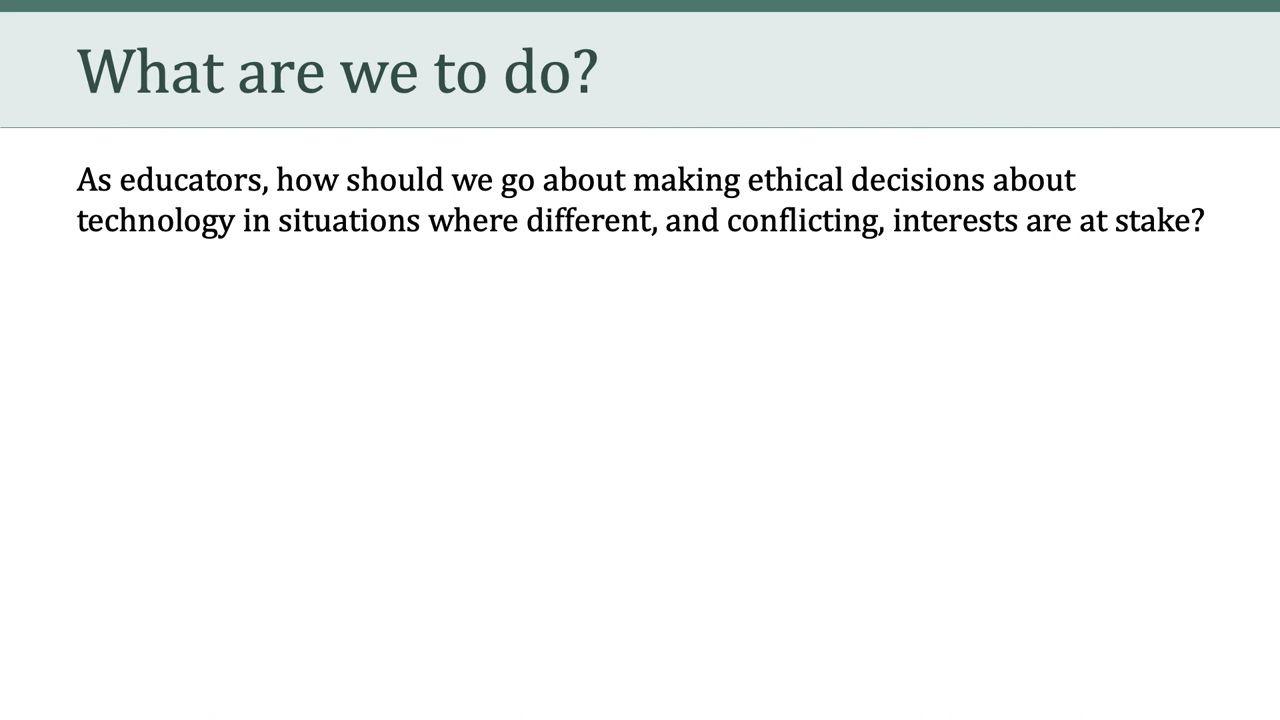 What are we to do?
As educators, how should we go about making ethical decisions about
technology in situations where different, and conflicting, interests are at stake?